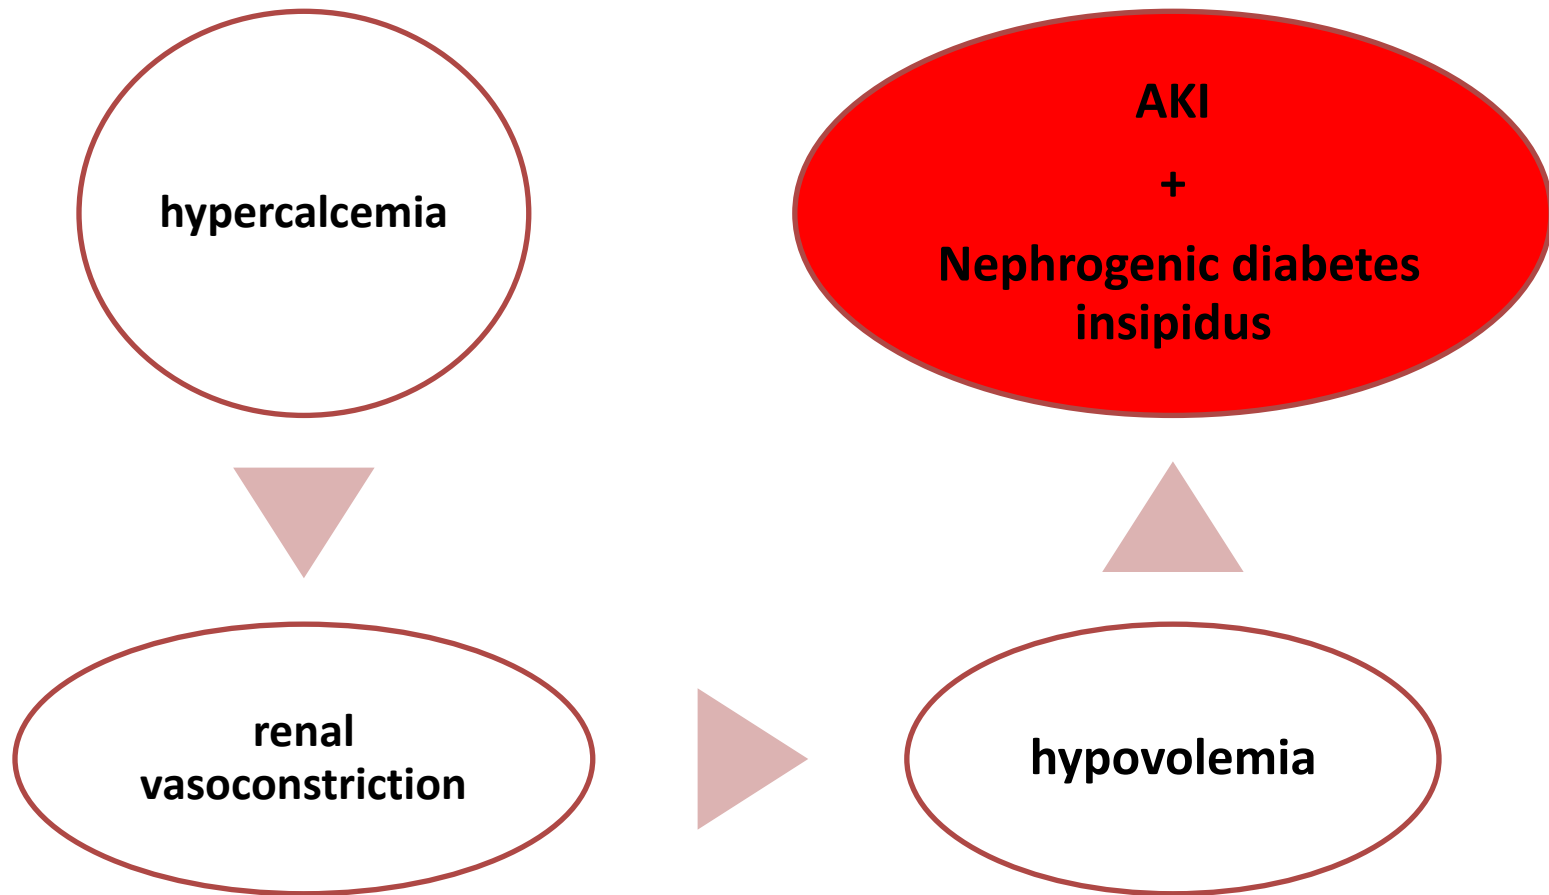 hypercalcemia
renal
vasoconstriction
hypovolemia
AKI
+
Nephrogenic diabetes
insipidus